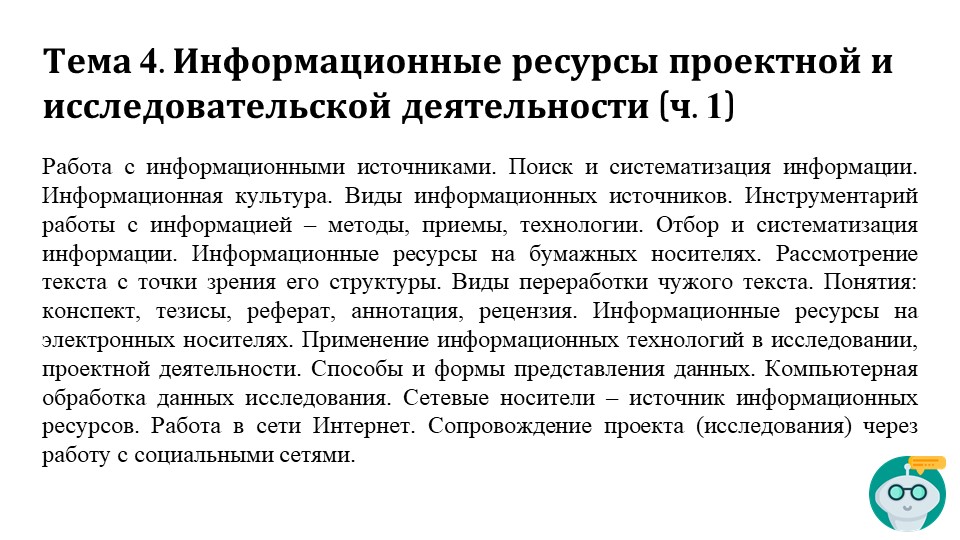 Тема 4. Информационные ресурсы проектной и
исследовательской деятельности (ч. 1)
Работа с информационными источниками. Поиск и систематизация информации.
Информационная культура. Виды информационных источников. Инструментарий
работы с информацией – методы, приемы, технологии. Отбор и систематизация
информации. Информационные ресурсы на бумажных носителях. Рассмотрение
текста с точки зрения его структуры. Виды переработки чужого текста. Понятия:
конспект, тезисы, реферат, аннотация, рецензия. Информационные ресурсы на
электронных носителях. Применение информационных технологий в исследовании,
проектной деятельности. Способы и формы представления данных. Компьютерная
обработка данных исследования. Сетевые носители – источник информационных
ресурсов. Работа в сети Интернет. Сопровождение проекта (исследования) через
работу с социальными сетями.